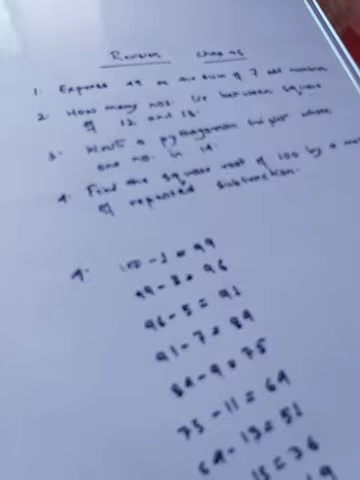 Revision Chap 06
1. Express 49 as the sum of 7 odd numbers
2. How many nos. lie between square
of 12 and 13.
3. Write a pythagorean triplet whose
one no. is 14.
4. Find the square root of 100 by a
of repeated subtraction.
4. 100 - 1 = 99
99 - 3 = 96
96 - 5 = 91
91 - 7 = 84
84 - 9 = 75
75 - 11 = 64
64 - 13 = 51
15 = 36